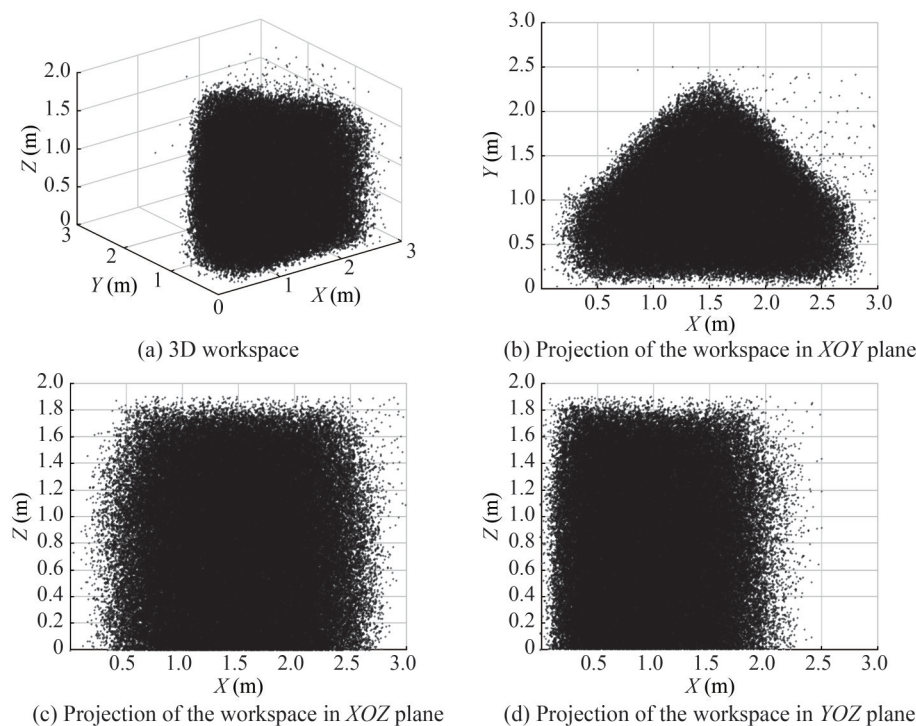 2.0
1.5
1.0
0.5
0
Z (m)
3
2
1
0
Y (m)
1
2
3
X (m)
(a) 3D workspace
3.0
2.5
2.0
1.5
1.0
0.5
0
Y (m)
0.5 1.0 1.5 2.0 2.5 3.0
X (m)
(b) Projection of the workspace in XOY plane
2.0
1.8
1.6
1.4
1.2
1.0
0.8
0.6
0.4
0.2
0
Z (m)
0.5 1.0 1.5 2.0 2.5 3.0
X (m)
(c) Projection of the workspace in XOZ plane
2.0
1.8
1.6
1.4
1.2
1.0
0.8
0.6
0.4
0.2
0
Z (m)
0.5 1.0 1.5 2.0 2.5 3.0
X (m)
(d) Projection of the workspace in YOZ plane